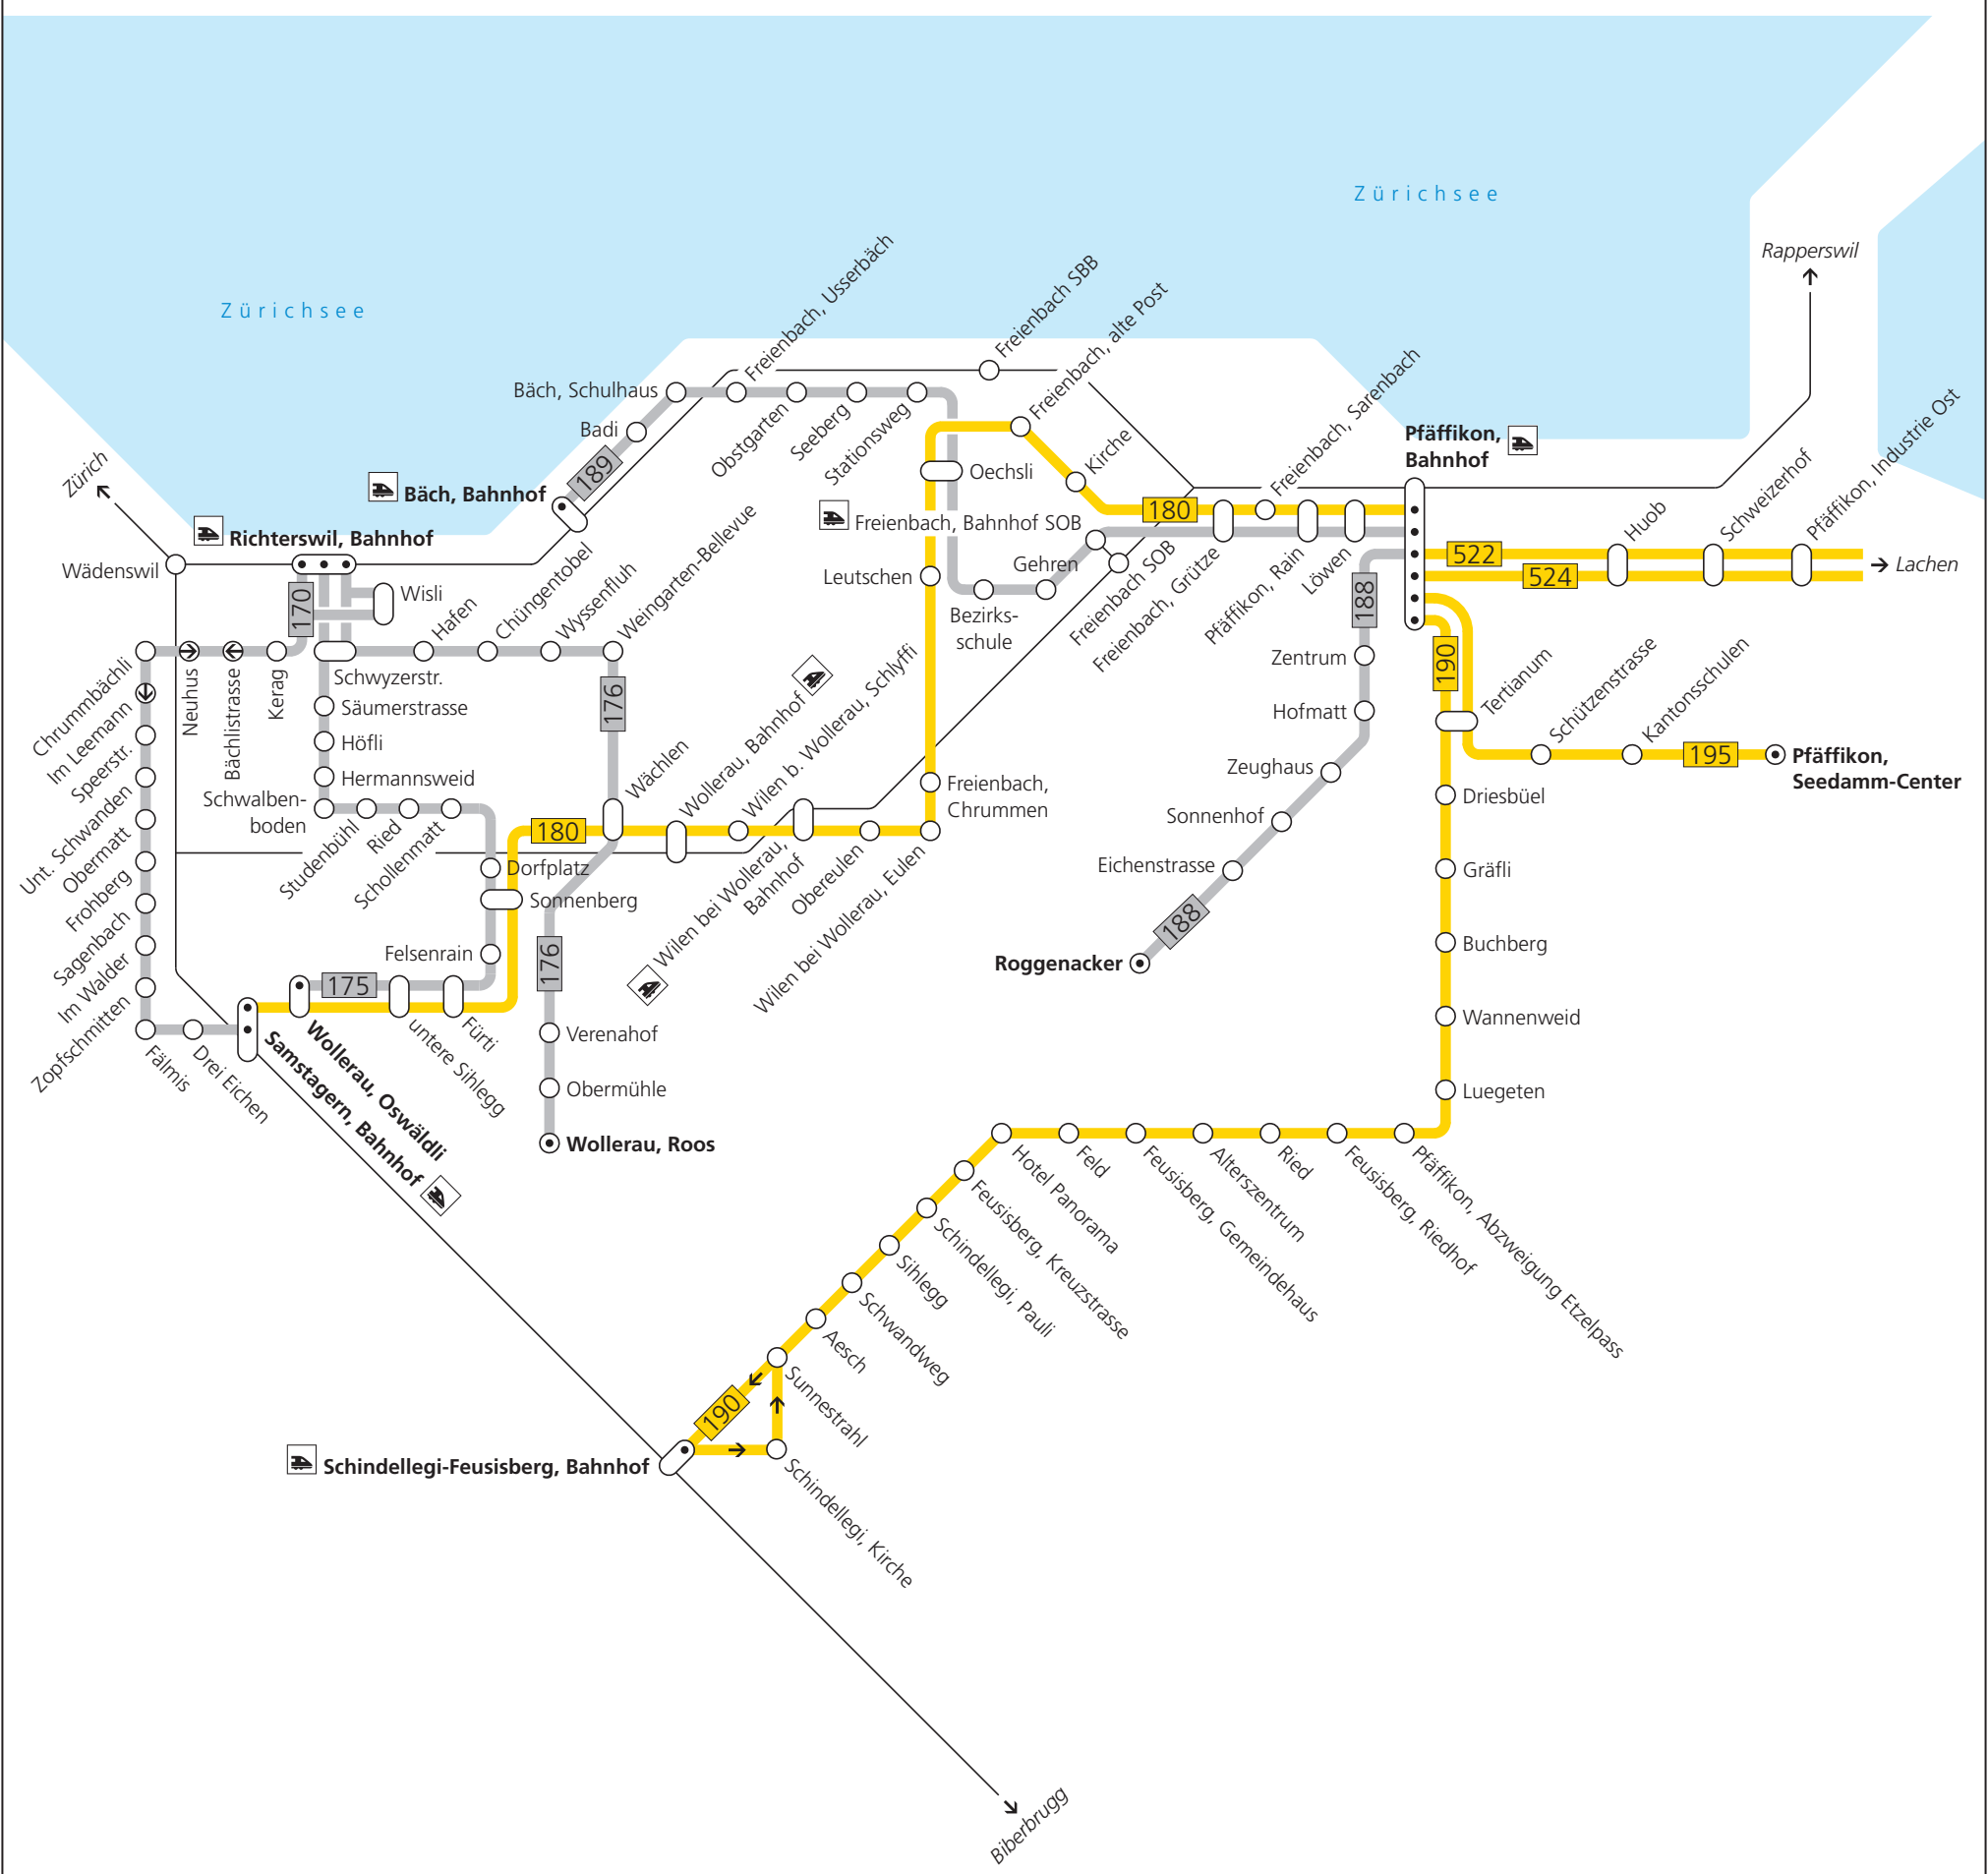 Zürichsee
Zürichsee
Rapperswil
Freienbach, Usserbäch
Freienbach SBB
Freienbach, alte Post
Bäch, Schulhaus
Badi
189
Obstgarten
Seeberg
Stationsweg
Oechsli
Kirche
Freienbach, Sarenbach
Pfäffikon,
Bahnhof
Schweizerhof
Huob
Pfäffikon, Industrie Ost
Zürich
Bäch, Bahnhof
Richterswil, Bahnhof
Wädenswil
Freienbach, Bahnhof SOB
180
522
524
Lachen
Leutschen
Gehren
Bezirks-
schule
Freienbach SOB
Freienbach, Grütze
Pfäffikon, Rain
Löwen
188
170
Wisli
Hafen
Chüngentobel
Wyssenfluh
Weingarten-Bellevue
Chrummbächli
Im Leemann
Neuhus
Bächlistrasse
Kerag
Schwyzerstr.
Säumerstrasse
Höfli
Hermannsweid
Schwalben-
boden
Studenbühl
Ried
Schollenmatt
176
Wächlen
Wollerau, Bahnhof
Wilen b. Wollerau, Schlyffi
Zentrum
Hofmatt
Zeughaus
Sonnenhof
Eichenstrasse
188
Roggenacker
190
Tertianum
Schützenstrasse
Kantonsschulen
195
Pfäffikon,
Seedamm-Center
Speerstr.
Unt. Schwanden
Obermatt
Frohberg
Sagenbach
Im Walder
Zopfschmitten
Fälmis
Drei Eichen
180
Dorfplatz
Sonnenberg
Felsenrain
175
Wollerau, Oswäldli
Samstagern, Bahnhof
untere Sihlegg
Fürti
176
Verenahof
Obermühle
Wollerau, Roos
Wilen bei Wollerau,
Bahnhof
Obereulen
Wilen bei Wollerau, Eulen
Freienbach,
Chrummen
Driesbüel
Gräfli
Buchberg
Wannenweid
Luegeten
Pfäffikon, Abzweigung Etzelpass
Feusisberg, Riedhof
Ried
Alterszentrum
Feusisberg, Gemeindehaus
Feld
Hotel Panorama
Feusisberg, Kreuzstrasse
Schindellegi, Pauli
Sihlegg
Schwandweg
Aesch
Sunnestrahl
190
Schindellegi-Feusisberg, Bahnhof
Schindellegi, Kirche
Biberbrugg